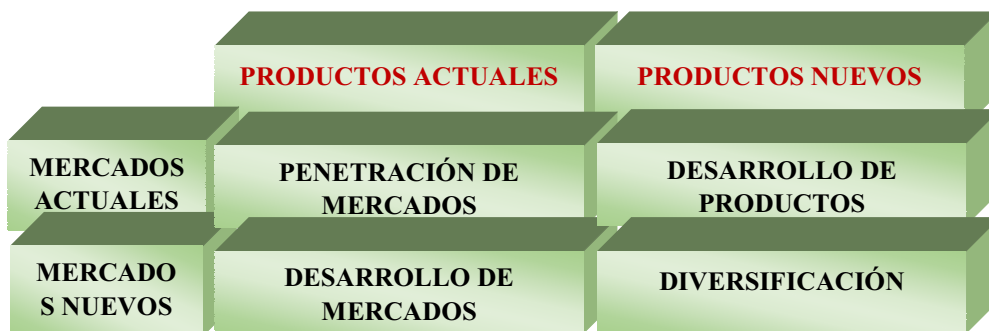 PRODUCTOS ACTUALES
PRODUCTOS NUEVOS
MERCADOS
ACTUALES
PENETRACIÓN DE
MERCADOS
DESARROLLO DE
PRODUCTOS
MERCADO
S NUEVOS
DESARROLLO DE
MERCADOS
DIVERSIFICACIÓN